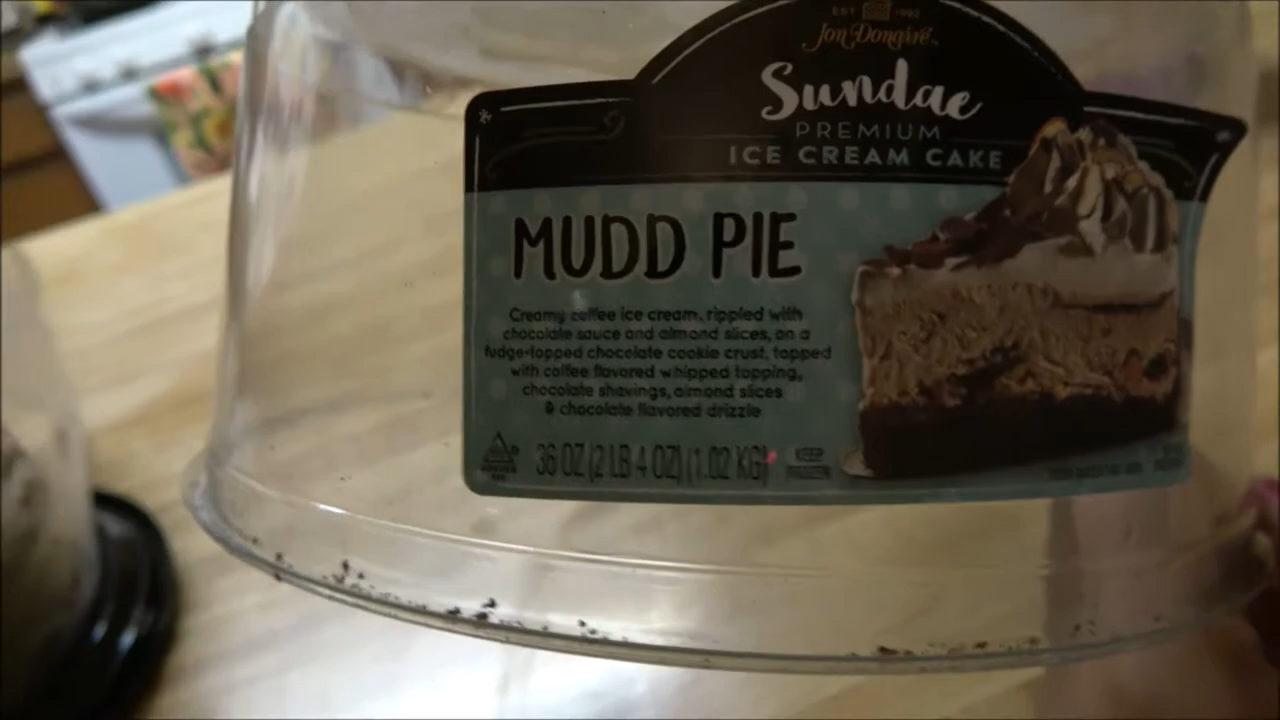 EST 1992
Jon Donaire
Sundae
PREMIUM
ICE CREAM CAKE
MUDD PIE
Creamy coffee ice cream, rippled with
chocolate sauce and almond slices, on a
fudge-topped chocolate cookie crust, topped
with coffee flavored whipped topping,
chocolate shavings, almond slices
& chocolate flavored drizzle
36 OZ (2 LB 4 OZ) (1.02 KG)
KEEP
FROZEN